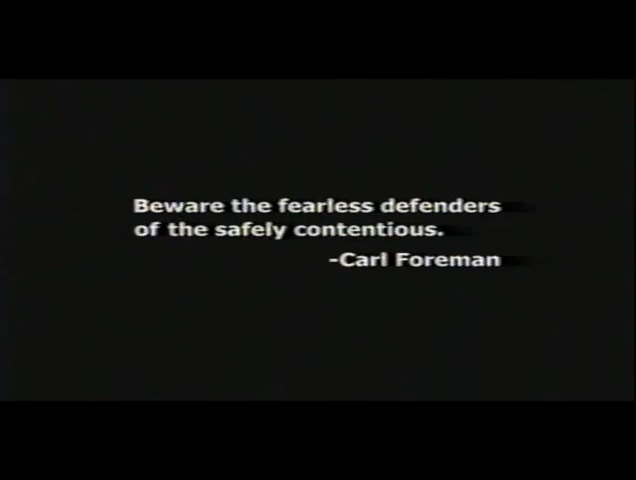 Beware the fearless defenders
of the safely contentious.
-Carl Foreman